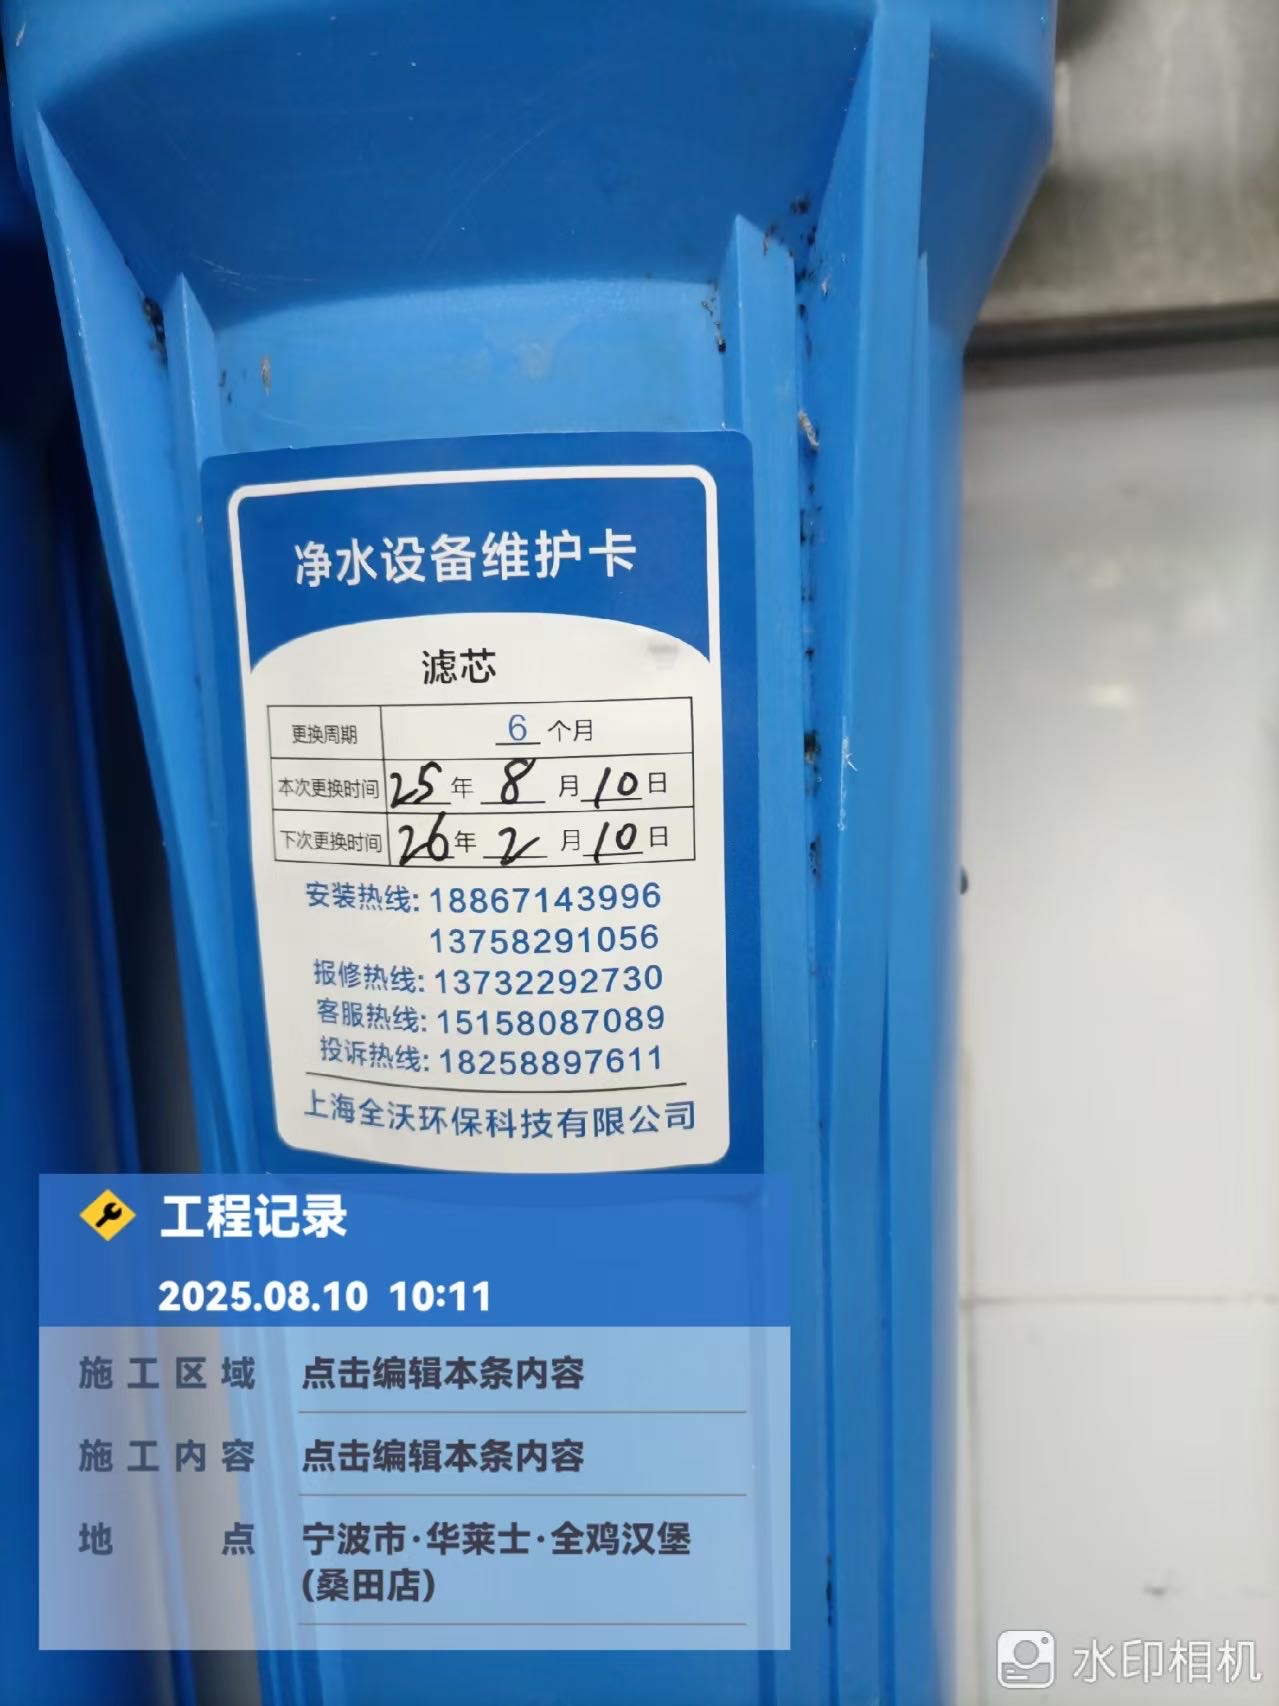 净水设备维护卡
滤芯
更换周期 6 个月
本次更换时间 25年 8 月 10 日
下次更换时间 26年 2 月 10 日
安装热线: 18867143996
13758291056
报修热线: 13732292730
客服热线: 15158087089
投诉热线: 18258897611
上海全沃环保科技有限公司
工程记录
2025.08.10 10:11
施工区域 点击编辑本条内容
施工内容 点击编辑本条内容
地点 宁波市·华莱士·全鸡汉堡
(桑田店)
水印相机